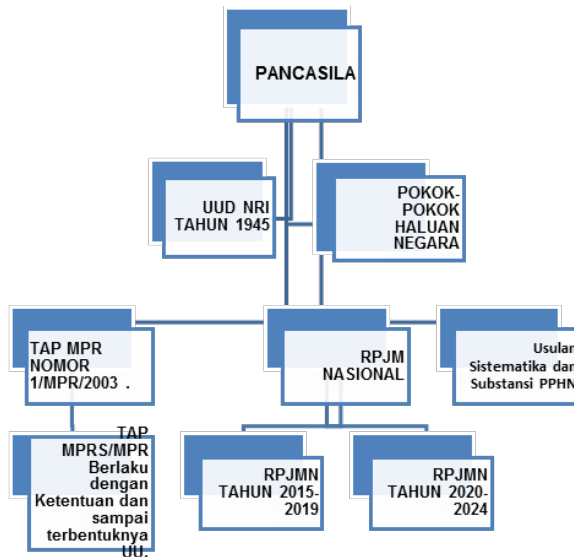 PANCASILA
UUD NRI
TAHUN 1945
POKOK-
POKOK
HALUAN
NEGARA
TAP MPR
NOMOR
1/MPR/2003 .
RPJM
NASIONAL
Usulan
Sistematika dan
Substansi PPHN
TAP
MPRS/MPR
Berlaku
dengan
Ketentuan dan
sampai
terbentuknya
UU.
RPJMN
TAHUN 2015-
2019
RPJMN
TAHUN 2020-
2024